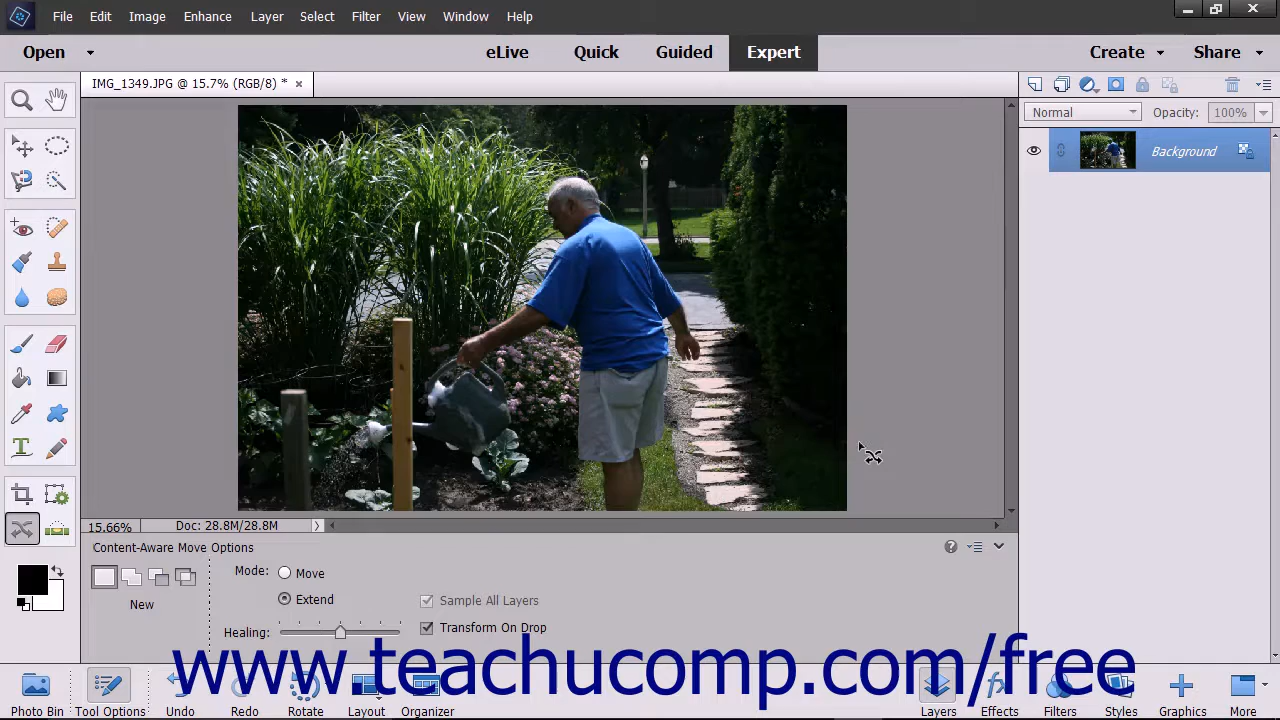 File Edit Image Enhance Layer Select Filter View Window Help
Open eLive Quick Guided Expert Create Share
IMG_1349.JPG @ 15.7% (RGB/8) * ×
Normal Opacity: 100%
Background
15.66% Doc: 28.8M/28.8M
Content-Aware Move Options
Mode: Move
Extend Sample All Layers
New
Healing: Transform On Drop
www.teachucomp.com/free
Photo Bin Tool Options Undo Redo Rotate Layout Organizer Layers Effects Filters Styles Graphics More